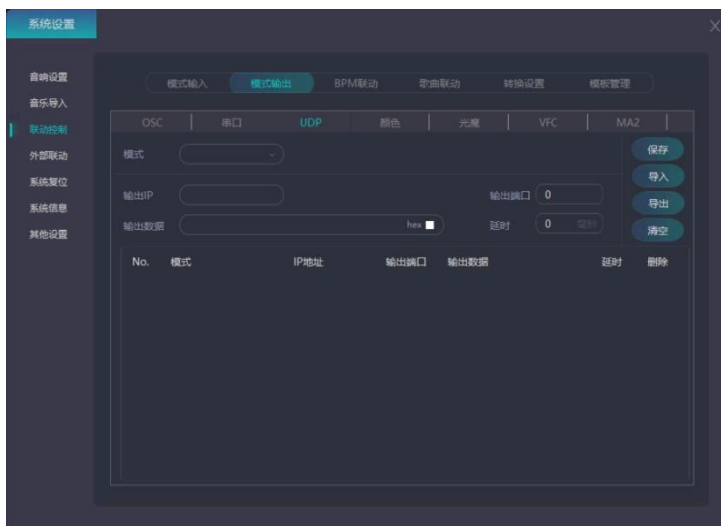 系统设置
X
音响设置
音乐导入
联动控制
外部联动
系统复位
系统信息
其他设置
模式输入 模式输出 BPM联动 歌曲联动 转换设置 模板管理
OSC 串口 UDP 颜色 光魔 VFC MA2
模式
保存
导入
输出IP 输出端口 0
导出
输出数据 hex 延时 0 毫秒
清空
No. 模式 IP地址 输出端口 输出数据 延时 删除